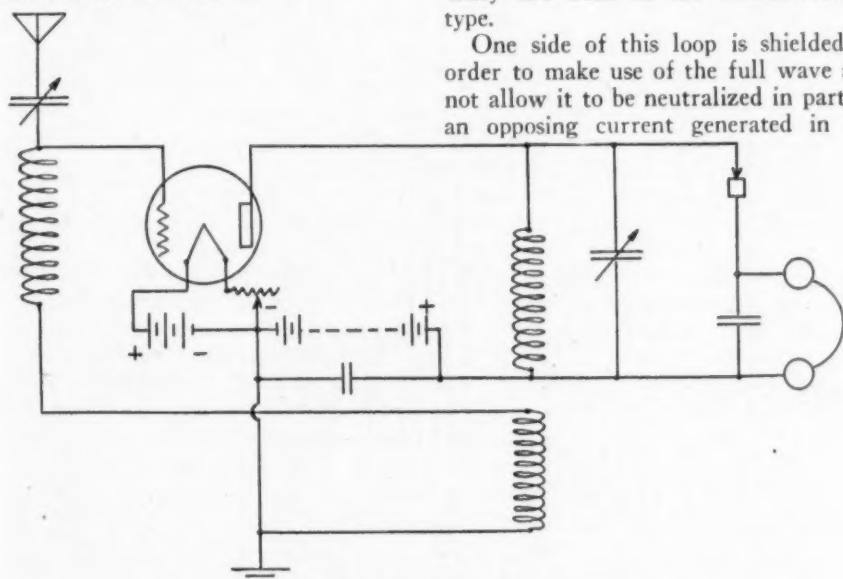 type.
One side of this loop is shielded
order to make use of the full wave
not allow it to be neutralized in part
an opposing current generated in
+
-
-
+